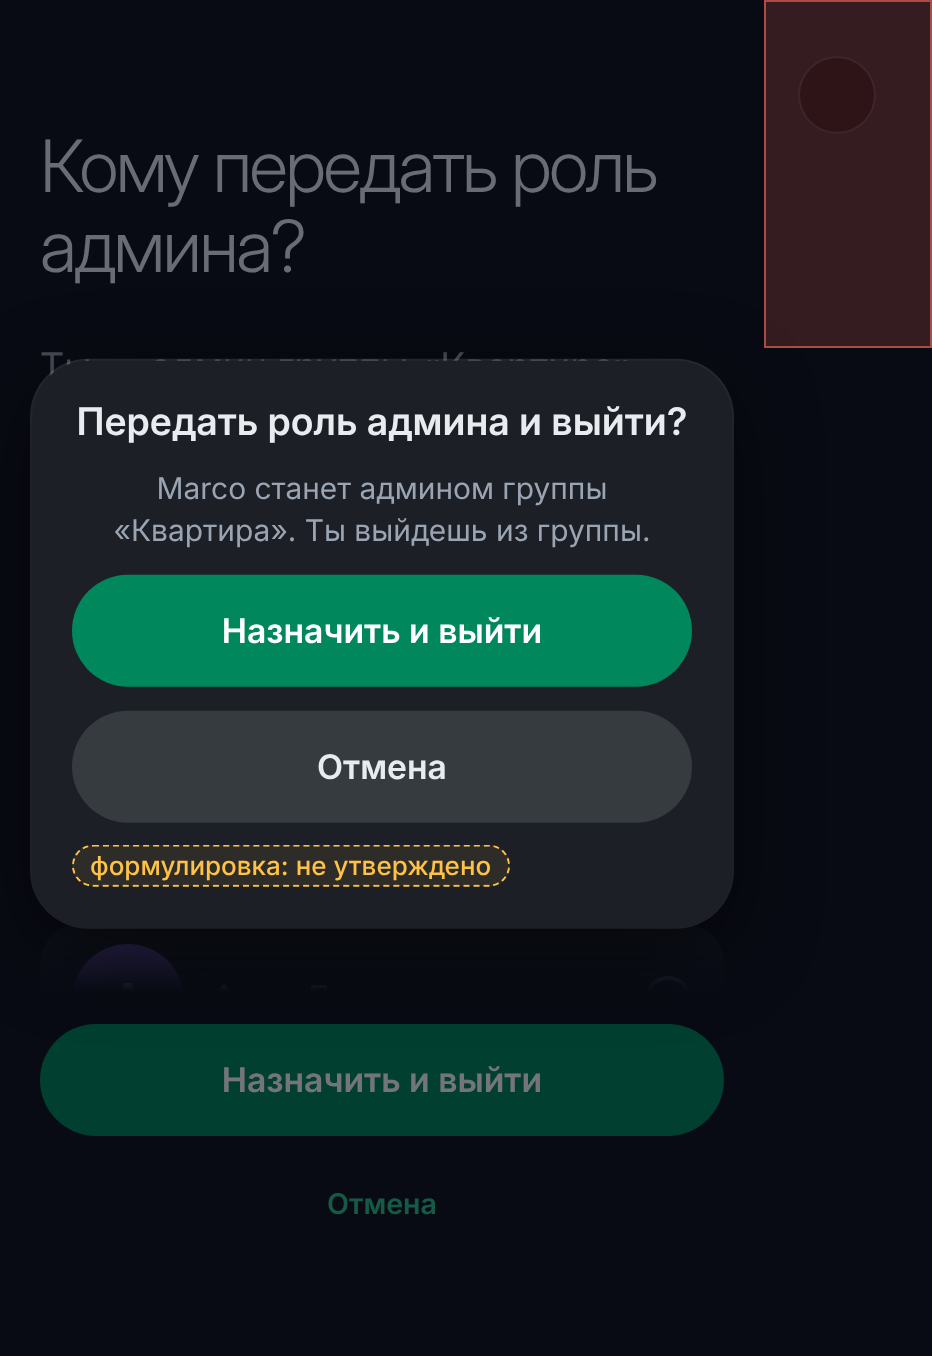 Кому передать роль
админа?
Передать роль админа и выйти?
Marco станет админом группы
«Квартира». Ты выйдешь из группы.
Назначить и выйти
Отмена
формулировка: не утверждено
Назначить и выйти
Отмена